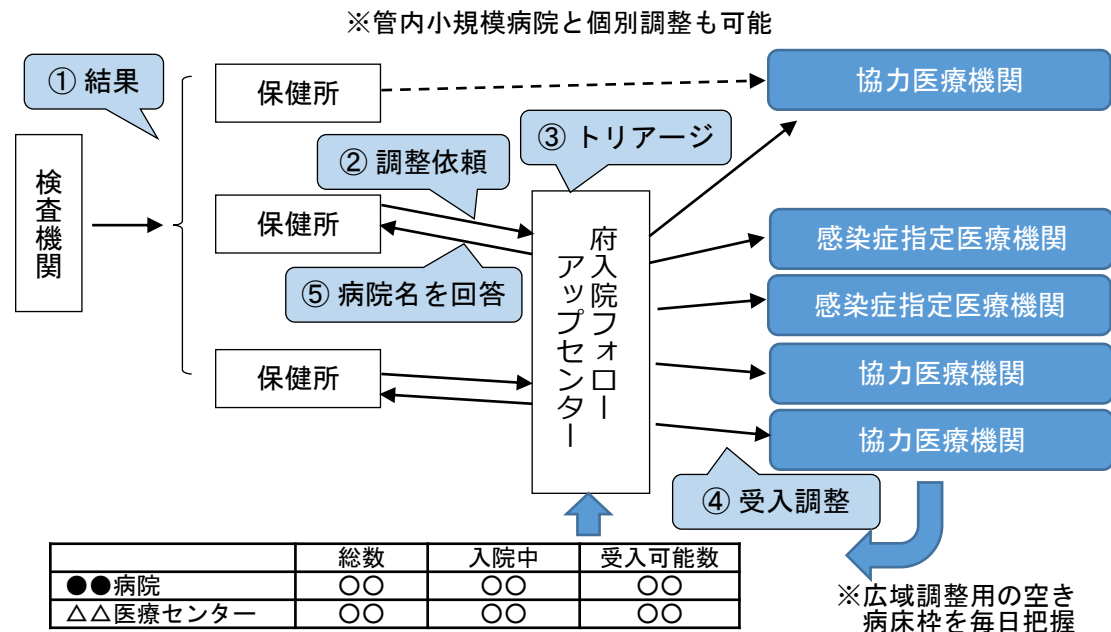 ※管内小規模病院と個別調整も可能
① 結果
保健所
協力医療機関
③ トリアージ
② 調整依頼
検査機関
保健所
府入院フォロー
アップセンター
感染症指定医療機関
⑤ 病院名を回答
感染症指定医療機関
保健所
協力医療機関
協力医療機関
④ 受入調整
総数 入院中 受入可能数
●●病院 ○○ ○○ ○○
△△医療センター ○○ ○○ ○○
※広域調整用の空き
病床枠を毎日把握